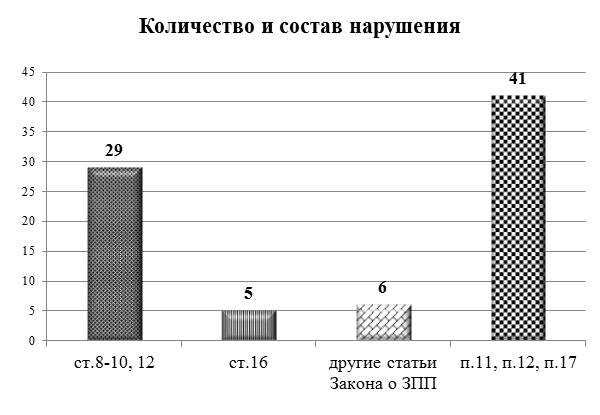 Количество и состав нарушения
45
40
35
30
25
20
15
10
5
0
29
5
6
41
ст.8-10, 12
ст.16
другие статьи
Закона о ЗПП
п.11, п.12, п.17